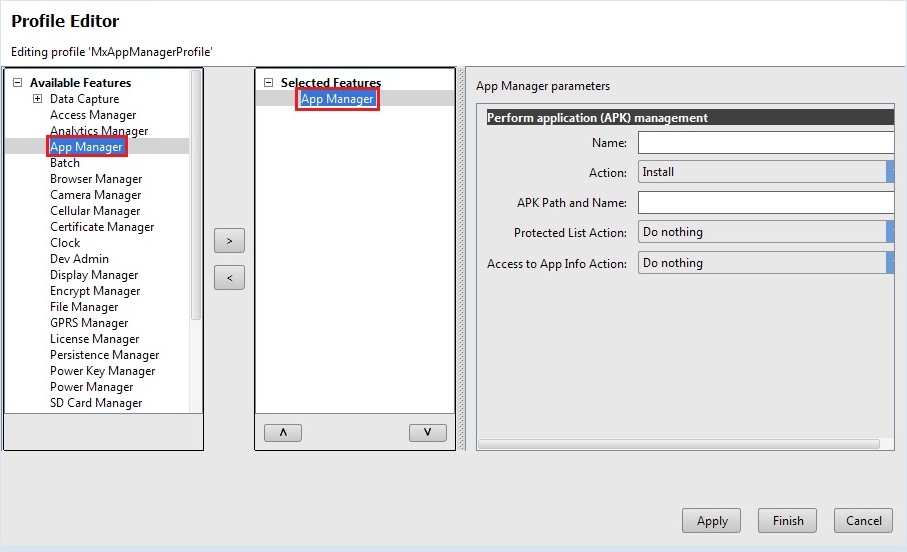 Profile Editor
Editing profile 'MxAppManagerProfile'
Available Features
Data Capture
Access Manager
Analytics Manager
App Manager
Batch
Browser Manager
Camera Manager
Cellular Manager
Certificate Manager
Clock
Dev Admin
Display Manager
Encrypt Manager
File Manager
GPRS Manager
License Manager
Persistence Manager
Power Key Manager
Power Manager
SD Card Manager
>
<
Selected Features
App Manager
App Manager parameters
Perform application (APK) management
Name:
Action: Install
APK Path and Name:
Protected List Action: Do nothing
Access to App Info Action: Do nothing
Apply Finish Cancel